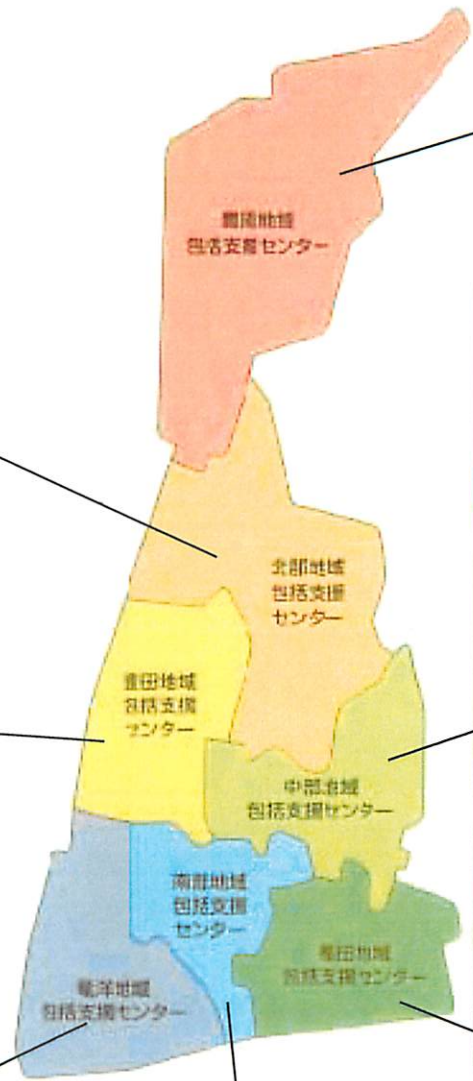 豊岡地域
包括支援センター
北部地域
包括支援
センター
豊田地域
包括支援
センター
中部地域
包括支援センター
南部地域
包括支援
センター
竜洋地域
包括支援センター
福田地域
包括支援センター